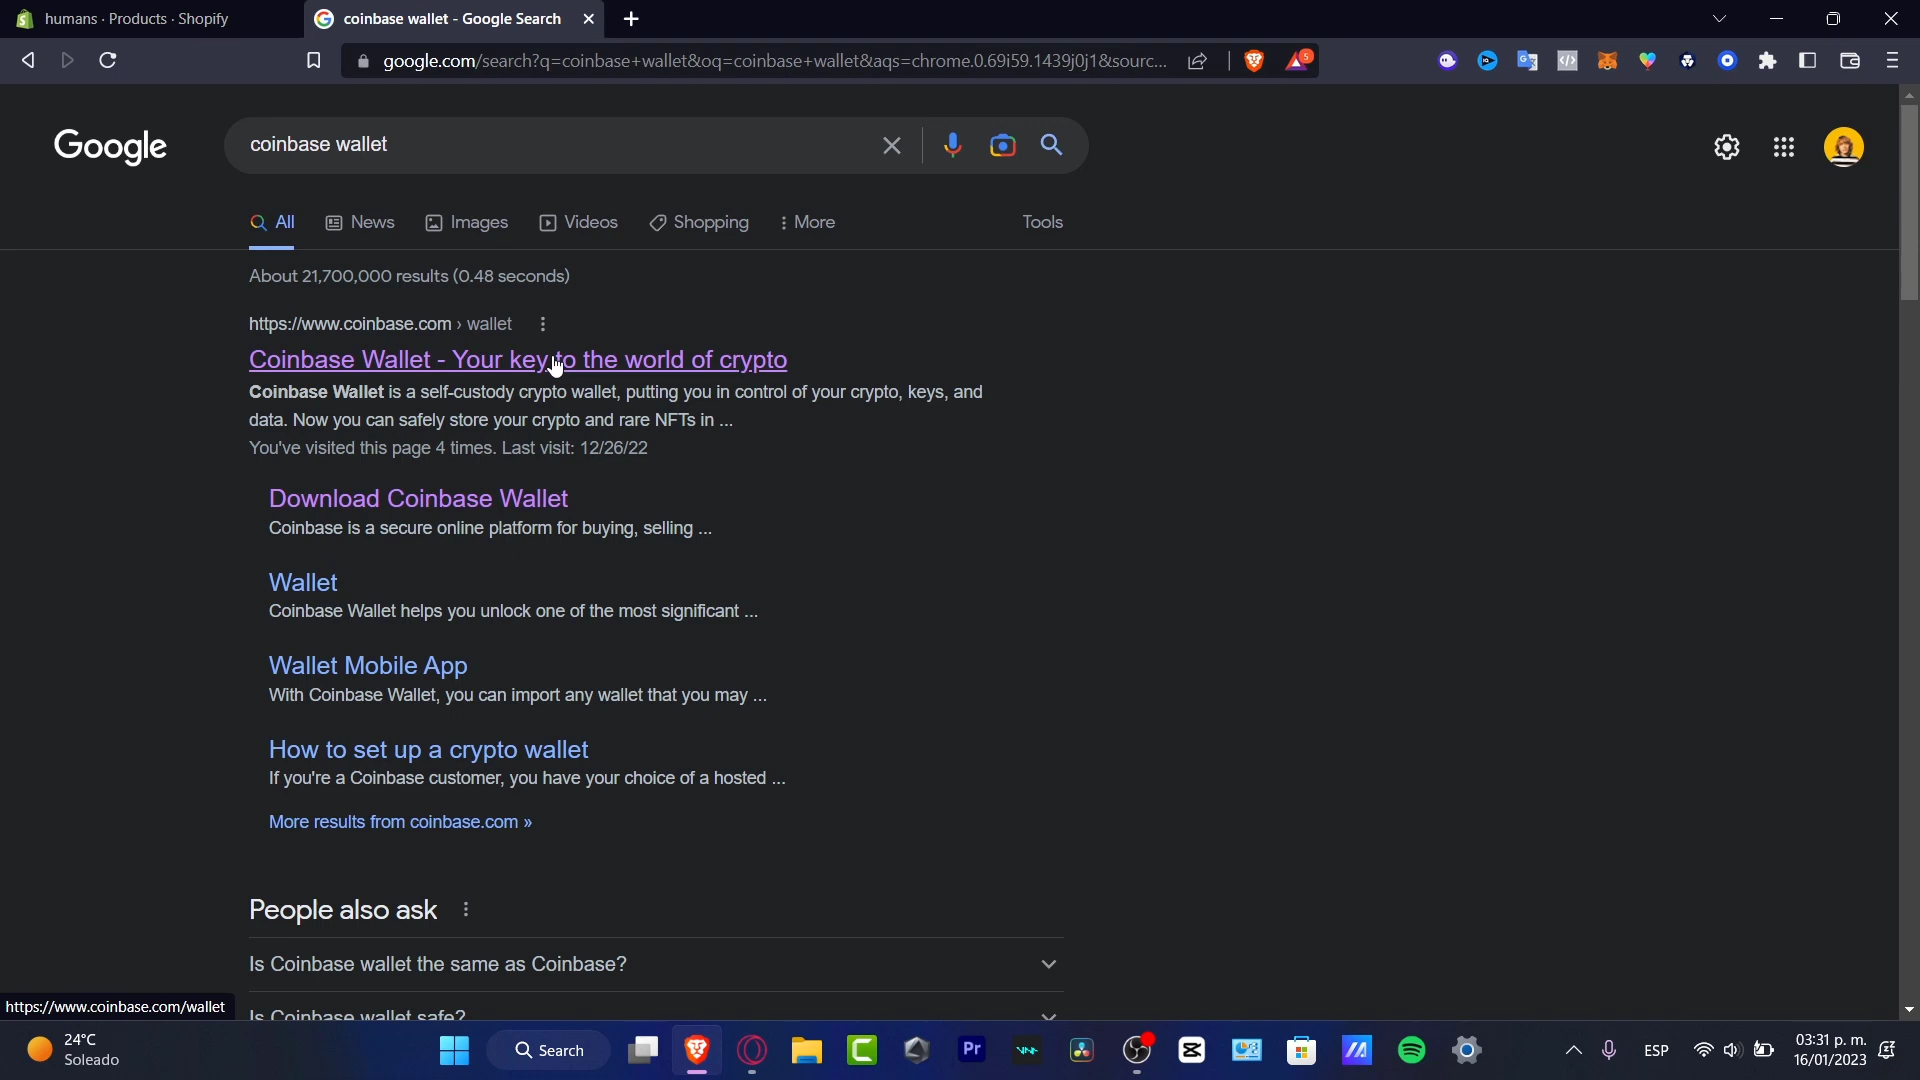 humans · Products · Shopify
coinbase wallet - Google Search
google.com/search?q=coinbase+wallet&oq=coinbase+wallet&aqs=chrome.0.69i59.1439j0j1&sourc...
5
Google
coinbase wallet
All
News
Images
Videos
Shopping
More
Tools
About 21,700,000 results (0.48 seconds)
https://www.coinbase.com › wallet
Coinbase Wallet - Your key to the world of crypto
Coinbase Wallet is a self-custody crypto wallet, putting you in control of your crypto, keys, and
data. Now you can safely store your crypto and rare NFTs in ...
You've visited this page 4 times. Last visit: 12/26/22
Download Coinbase Wallet
Coinbase is a secure online platform for buying, selling ...
Wallet
Coinbase Wallet helps you unlock one of the most significant ...
Wallet Mobile App
With Coinbase Wallet, you can import any wallet that you may ...
How to set up a crypto wallet
If you're a Coinbase customer, you have your choice of a hosted ...
More results from coinbase.com »
People also ask
Is Coinbase wallet the same as Coinbase?
Is Coinbase wallet safe?
https://www.coinbase.com/wallet
24°C
Soleado
Search
Pr
ESP
03:31 p. m.
16/01/2023